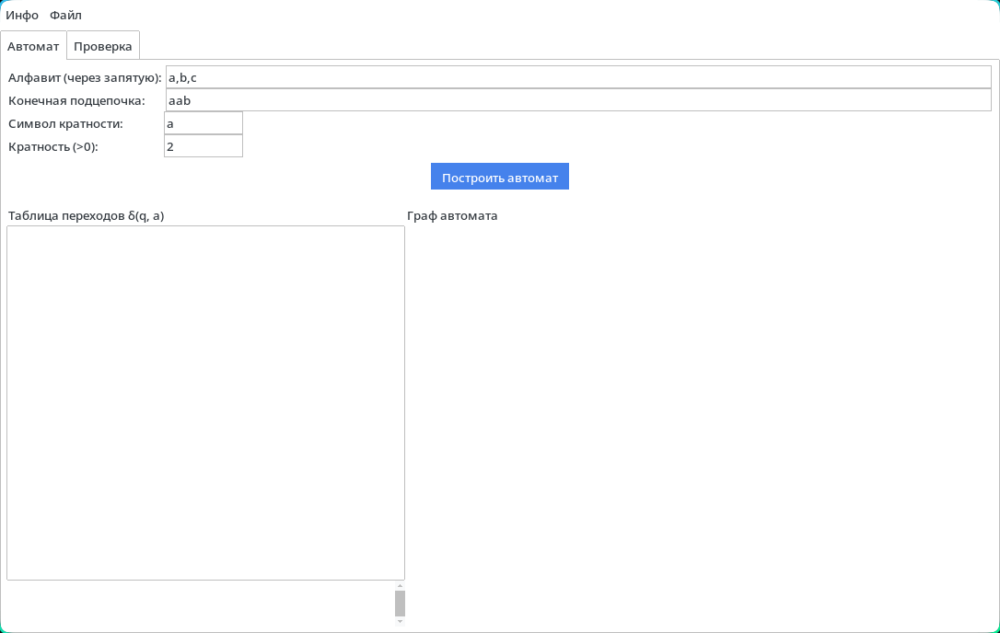 Инфо Файл
Автомат Проверка
Алфавит (через запятую): a,b,c
Конечная подцепочка: aab
Символ кратности: a
Кратность (>0): 2
Построить автомат
Таблица переходов δ(q, a) Граф автомата